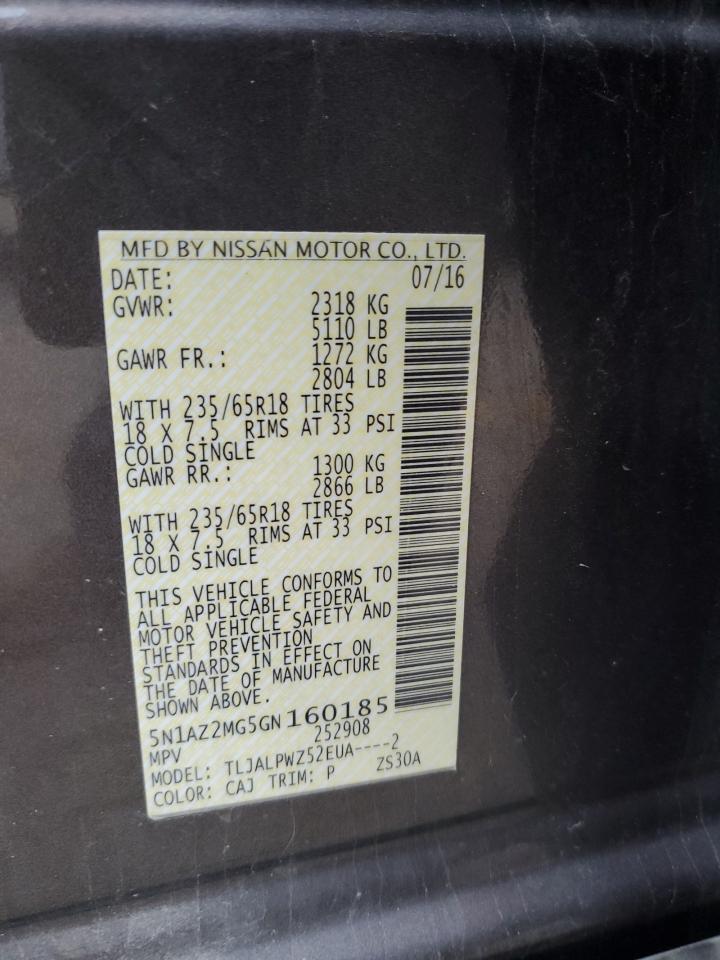 MFD BY NISSAN MOTOR CO., LTD.
DATE: 07/16
GVWR: 2318 KG
5110 LB
GAWR FR.: 1272 KG
2804 LB
WITH 235/65R18 TIRES
18 X 7.5 RIMS AT 33 PSI
COLD SINGLE
GAWR RR.: 1300 KG
2866 LB
WITH 235/65R18 TIRES
18 X 7.5 RIMS AT 33 PSI
COLD SINGLE
THIS VEHICLE CONFORMS TO
ALL APPLICABLE FEDERAL
MOTOR VEHICLE SAFETY AND
THEFT PREVENTION
STANDARDS IN EFFECT ON
THE DATE OF MANUFACTURE
SHOWN ABOVE.
5N1AZ2MG5GN160185
MPV 252908
MODEL: TLJALPWZ52EUA----2
COLOR: CAJ TRIM: P ZS30A